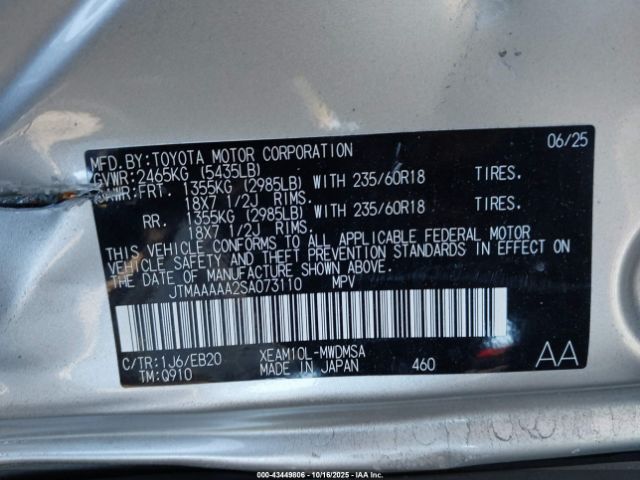 MFD.BY:TOYOTA MOTOR CORPORATION 06/25
GVWR:2465KG (5435LB)
GAWR:FRT. 1355KG (2985LB) WITH 235/60R18 TIRES.
18X7 1/2J RIMS.
RR. 1355KG (2985LB) WITH 235/60R18 TIRES.
18X7 1/2J RIMS.
THIS VEHICLE CONFORMS TO ALL APPLICABLE FEDERAL MOTOR
VEHICLE SAFETY AND THEFT PREVENTION STANDARDS IN EFFECT ON
THE DATE OF MANUFACTURE SHOWN ABOVE.
JTMAAAAA2SA073110 MPV
C/TR:1J6/EB20 XEAM10L-MWDMSA
TM:Q910 MADE IN JAPAN 460 AA
000-43449806 - 10/16/2025 - IAA Inc.